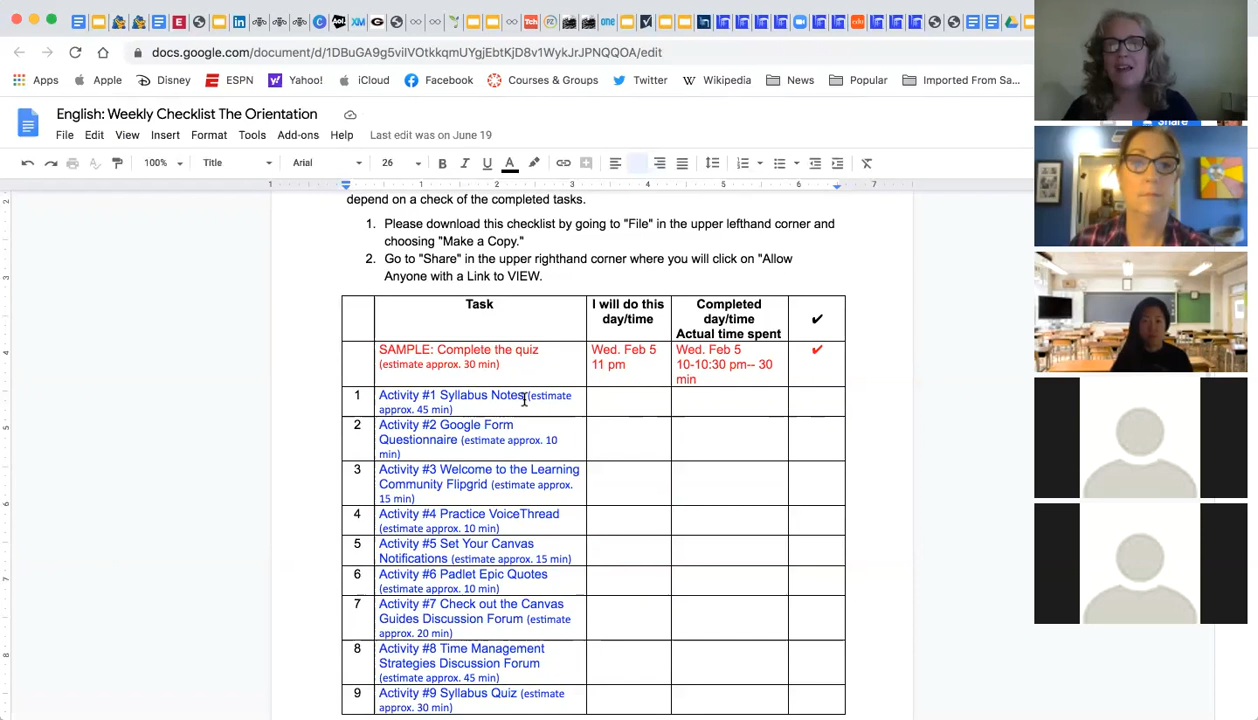 docs.google.com/document/d/1DBuGA9g5vilVOtkkqmUYgjEbtKjD8v1WykJrJPNQQOA/edit
Apps Apple Disney ESPN Yahoo! iCloud Facebook Courses & Groups Twitter Wikipedia News Popular Imported From Sa...
English: Weekly Checklist The Orientation
Share
File Edit View Insert Format Tools Add-ons Help Last edit was on June 19
100% Title Arial 26
depend on a check of the completed tasks.
1. Please download this checklist by going to "File" in the upper lefthand corner and
choosing "Make a Copy."
2. Go to "Share" in the upper righthand corner where you will click on "Allow
Anyone with a Link to VIEW.
Task
I will do this
day/time
Completed
day/time
Actual time spent
✔
SAMPLE: Complete the quiz
(estimate approx. 30 min)
Wed. Feb 5
11 pm
Wed. Feb 5
10-10:30 pm-- 30
min
✔
1 Activity #1 Syllabus Notes (estimate
approx. 45 min)
2 Activity #2 Google Form
Questionnaire (estimate approx. 10
min)
3 Activity #3 Welcome to the Learning
Community Flipgrid (estimate approx.
15 min)
4 Activity #4 Practice VoiceThread
(estimate approx. 10 min)
5 Activity #5 Set Your Canvas
Notifications (estimate approx. 15 min)
6 Activity #6 Padlet Epic Quotes
(estimate approx. 10 min)
7 Activity #7 Check out the Canvas
Guides Discussion Forum (estimate
approx. 20 min)
8 Activity #8 Time Management
Strategies Discussion Forum
(estimate approx. 45 min)
9 Activity #9 Syllabus Quiz (estimate
approx. 30 min)